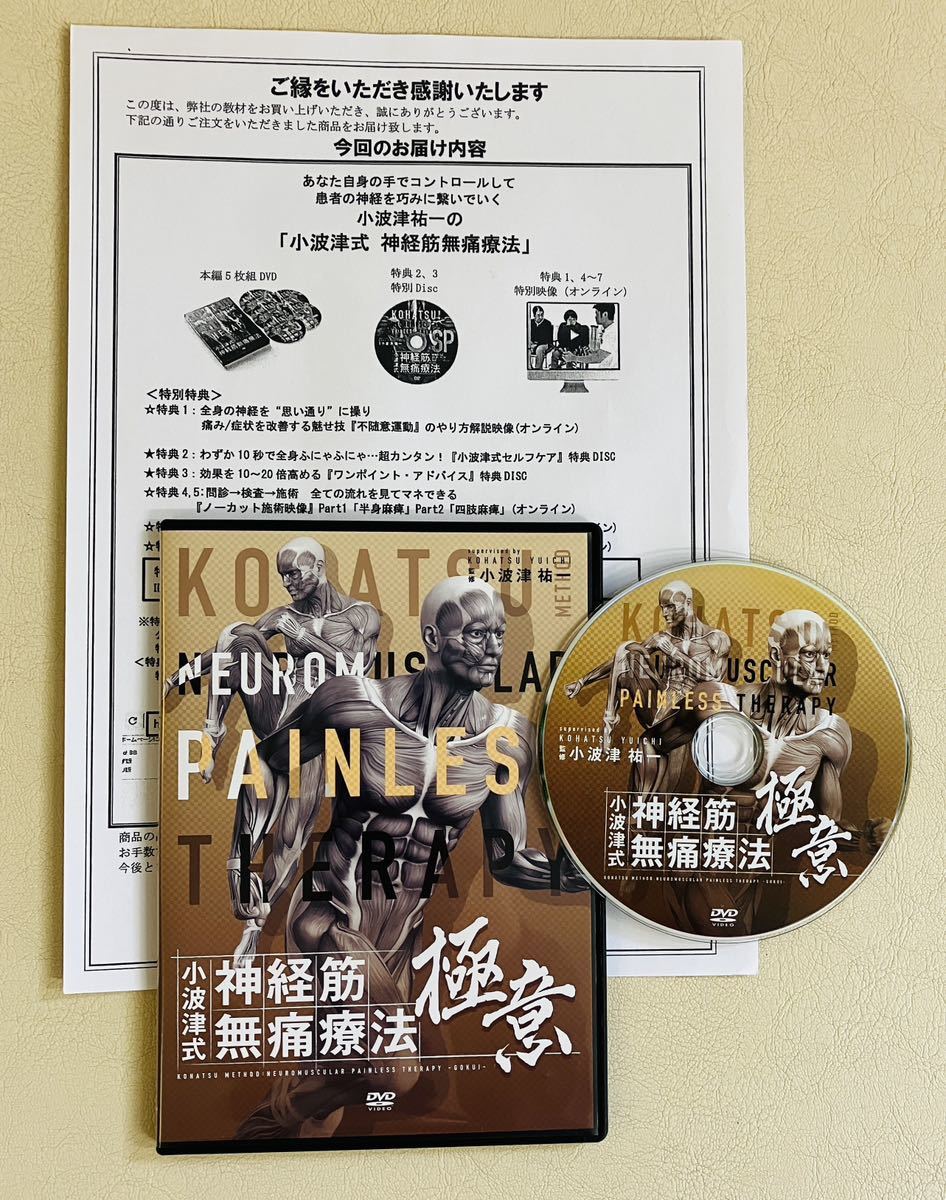 ご縁をいただき感謝いたします
この度は、弊社の教材をお買い上げいただき、誠にありがとうございます。
下記の通りご注文をいただきました商品をお届け致します。
今回のお届け内容
あなた自身の手でコントロールして
患者の神経を巧みに繋いでいく
小波津祐一の
「小波津式 神経筋無痛療法」
本編5枚組DVD
特典2、3
特別Disc
特典1、4～7
特別映像（オンライン）
KOHATSU!
SP
神経筋
無痛療法
＜特別特典＞
☆特典1：全身の神経を“思い通り”に操り
痛み/症状を改善する魅せ技『不随意運動』のやり方解説映像(オンライン)
★特典2：わずか10秒で全身ふにゃふにゃ…超カンタン！『小波津式セルフケア』特典DISC
★特典3：効果を10～20倍高める『ワンポイント・アドバイス』特典DISC
☆特典4,5：問診→検査→施術　全ての流れを見てマネできる
『ノーカット施術映像』Part1「半身麻痺」Part2「四肢麻痺」(オンライン)
商品の
お手数
今後と
KOHATSU
METHOD
supervised by
KOHATSU YUICHI
監修 小波津 祐一
NEUROMUSCULAR
PAINLES
THERAPY
小波津式
神経筋
無痛療法
極意
KOHATSU METHOD NEUROMUSCULAR PAINLESS THERAPY -GOKUI-
DVD
VIDEO
KOHATSU
NEUROMUSCULAR
PAINLESS THERAPY
supervised by
KOHATSU YUICHI
監修 小波津 祐一
小波津式
神経筋
無痛療法
極意
KOHATSU METHOD NEUROMUSCULAR PAINLESS THERAPY -GOKUI-
DVD
VIDEO